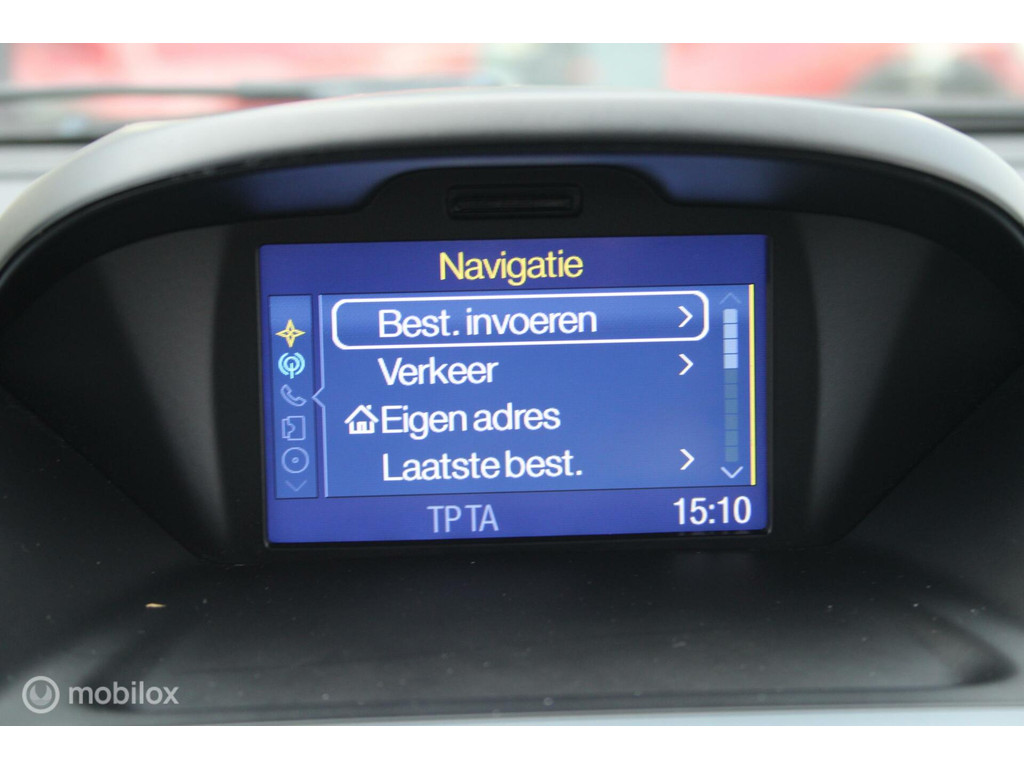 Navigatie
Best. invoeren
Verkeer
Eigen adres
Laatste best.
TP TA 15:10
mobilox